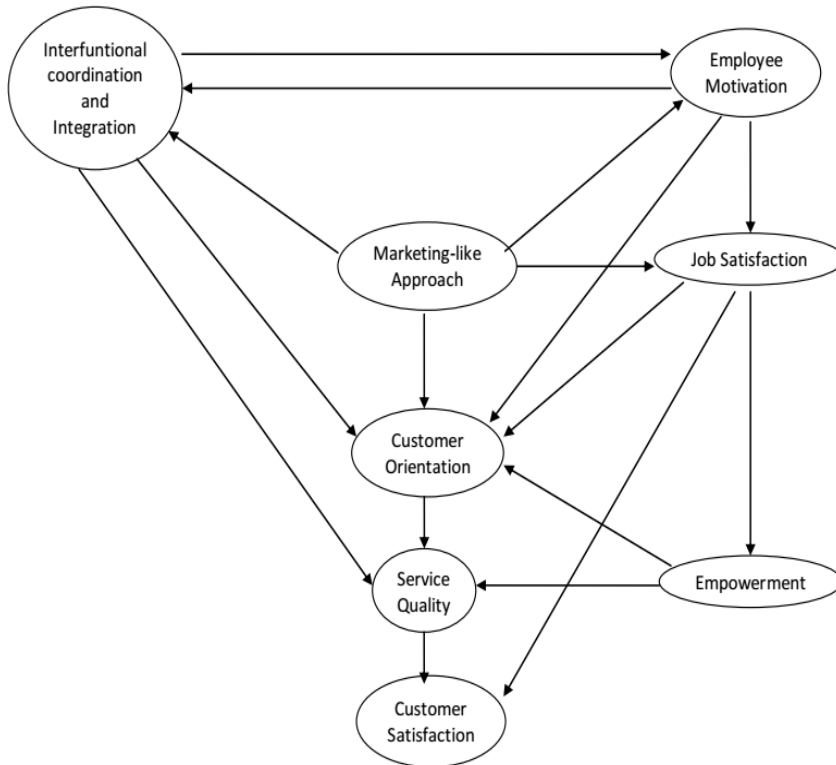 Interfuntional
coordination
and
Integration
Employee
Motivation
Marketing-like
Approach
Job Satisfaction
Customer
Orientation
Service
Quality
Empowerment
Customer
Satisfaction